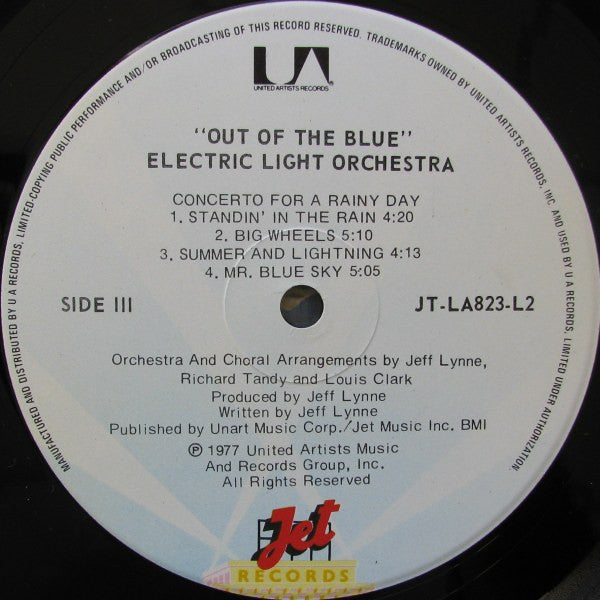 MANUFACTURED AND DISTRIBUTED BY U A RECORDS, LIMITED·COPYING PUBLIC PERFORMANCE AND/OR BROADCASTING OF THIS RECORD RESERVED. TRADEMARKS OWNED BY UNITED ARTISTS RECORDS, INC. AND USED BY U A RECORDS, LIMITED UNDER AUTHORIZATION.
UA
UNITED ARTISTS RECORDS
"OUT OF THE BLUE"
ELECTRIC LIGHT ORCHESTRA
CONCERTO FOR A RAINY DAY
1. STANDIN' IN THE RAIN 4:20
2. BIG WHEELS 5:10
3. SUMMER AND LIGHTNING 4:13
4. MR. BLUE SKY 5:05
SIDE III
JT-LA823-L2
Orchestra And Choral Arrangements by Jeff Lynne,
Richard Tandy and Louis Clark
Produced by Jeff Lynne
Written by Jeff Lynne
Published by Unart Music Corp./Jet Music Inc. BMI
℗ 1977 United Artists Music
And Records Group, Inc.
All Rights Reserved
Jet
RECORDS